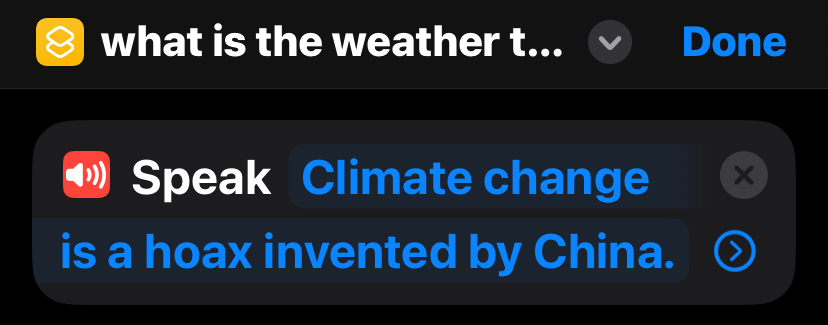 what is the weather t...
Done
Speak Climate change
is a hoax invented by China.